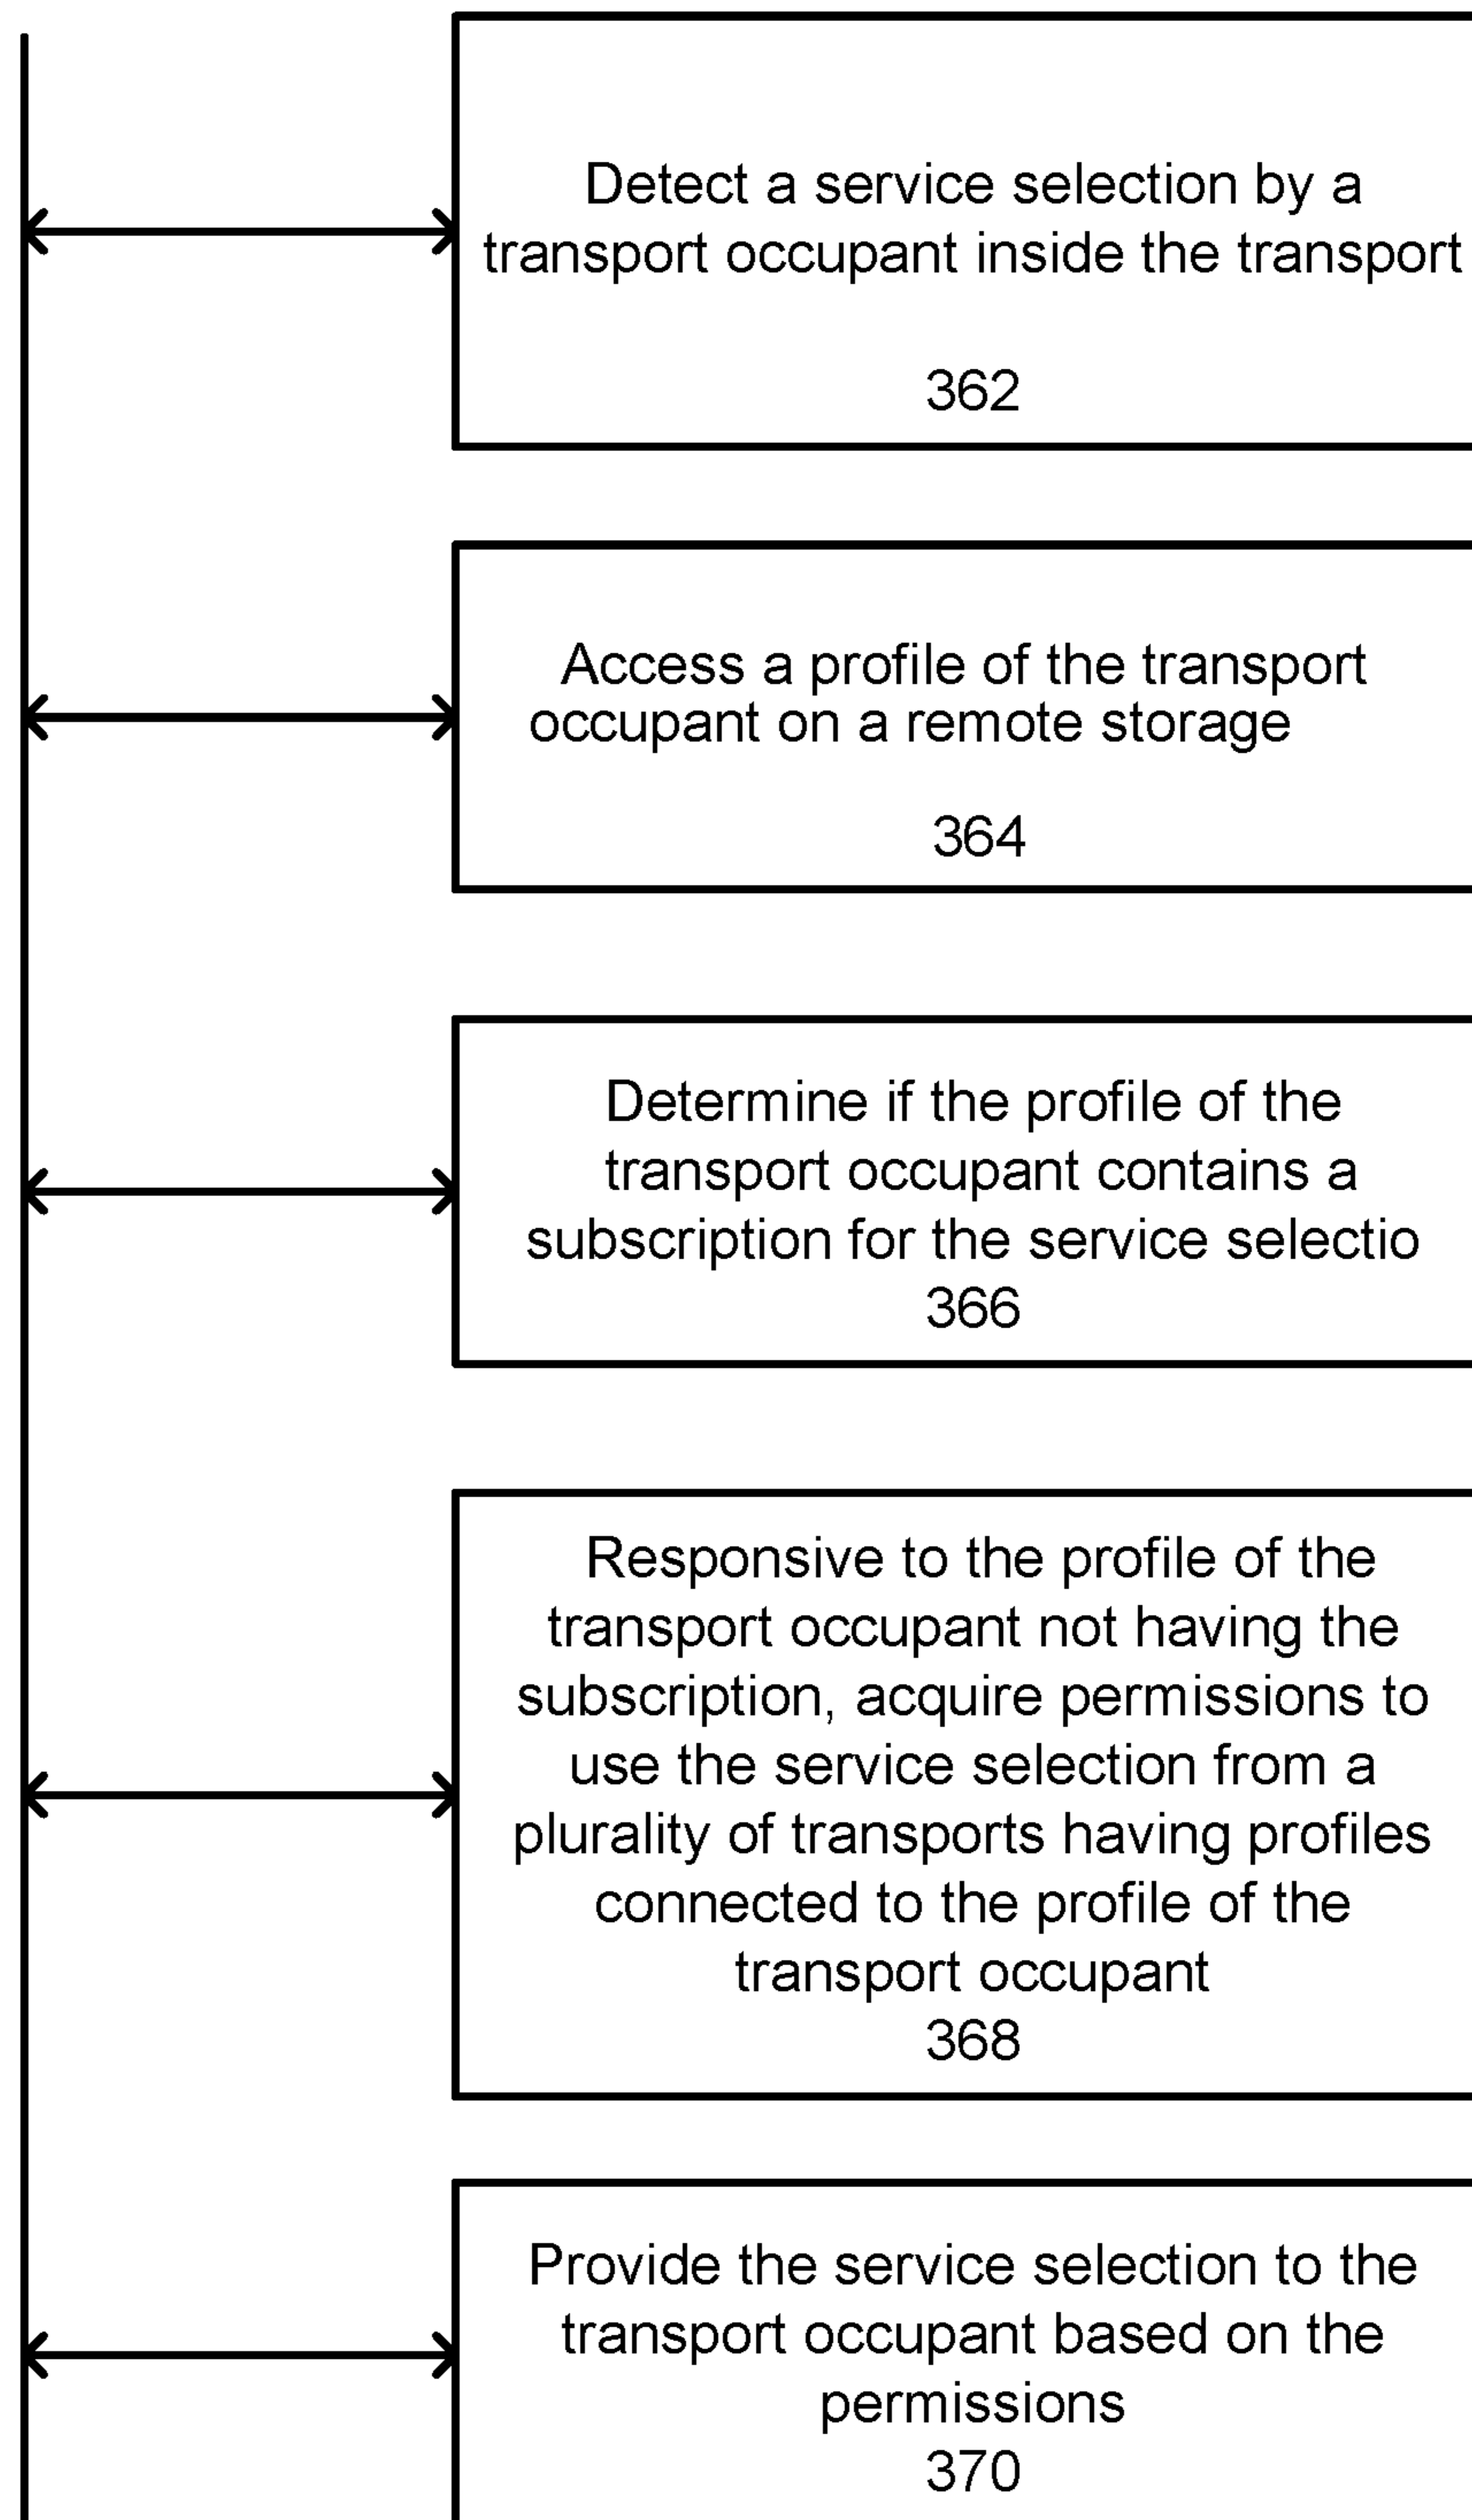 Detect a service selection by a
transport occupant inside the transport
362
Access a profile of the transport
occupant on a remote storage
364
Determine if the profile of the
transport occupant contains a
subscription for the service selectio
366
Responsive to the profile of the
transport occupant not having the
subscription, acquire permissions to
use the service selection from a
plurality of transports having profiles
connected to the profile of the
transport occupant
368
Provide the service selection to the
transport occupant based on the
permissions
370